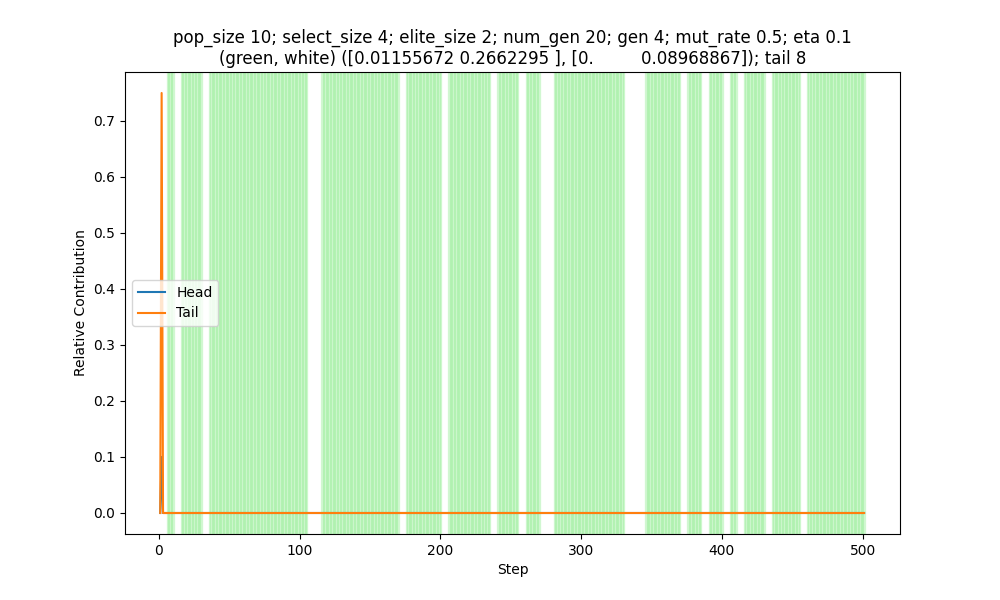 pop_size 10; select_size 4; elite_size 2; num_gen 20; gen 4; mut_rate 0.5; eta 0.1
(green, white) ([0.01155672 0.2662295 ], [0.         0.08968867]); tail 8
0.7
0.6
0.5
0.4
0.3
0.2
0.1
0.0
Relative Contribution
Head
Tail
0 100 200 300 400 500
Step